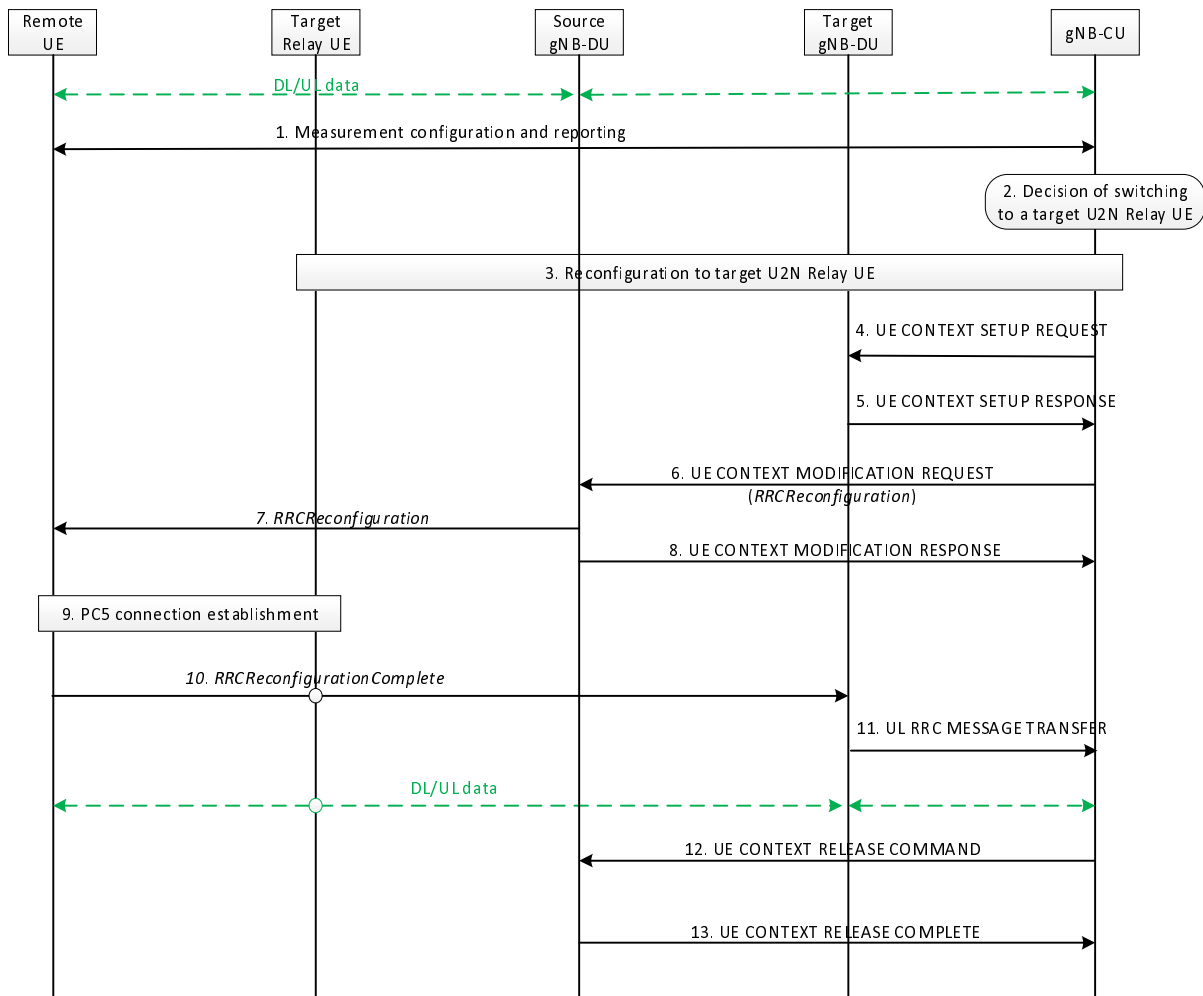 Remote
UE
Target
Relay UE
Source
gNB-DU
Target
gNB-DU
gNB-CU
DL/UL data
1. Measurement configuration and reporting
2. Decision of switching
to a target U2N Relay UE
3. Reconfiguration to target U2N Relay UE
4. UE CONTEXT SETUP REQUEST
5. UE CONTEXT SETUP RESPONSE
6. UE CONTEXT MODIFICATION REQUEST
(RRCReconfiguration)
7. RRCReconfiguration
8. UE CONTEXT MODIFICATION RESPONSE
9. PC5 connection establishment
10. RRCReconfigurationComplete
11. UL RRC MESSAGE TRANSFER
DL/UL data
12. UE CONTEXT RELEASE COMMAND
13. UE CONTEXT RELEASE COMPLETE